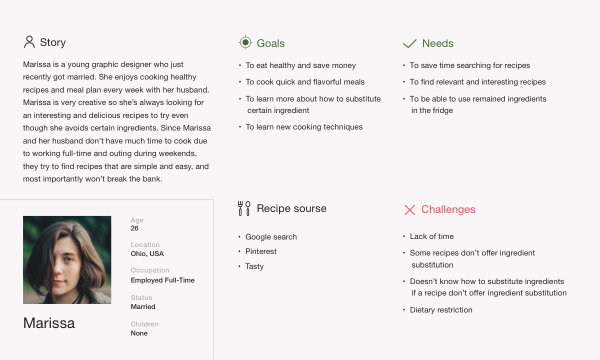 Story
Marissa is a young graphic designer who just
recently got married. She enjoys cooking healthy
recipes and meal plan every week with her husband.
Marissa is very creative so she's always looking for
an interesting and delicious recipes to try even
though she avoids certain ingredients. Since Marissa
and her husband don't have much time to cook due
to working full-time and outing during weekends,
they try to find recipes that are simple and easy, and
most importantly won't break the bank.
Goals
• To eat healthy and save money
• To cook quick and flavorful meals
• To learn more about how to substitute
certain ingredient
• To learn new cooking techniques
Needs
• To save time searching for recipes
• To find relevant and interesting recipes
• To be able to use remained ingredients
in the fridge
Marissa
Age
26
Location
Ohio, USA
Occupation
Employed Full-Time
Status
Married
Children
None
Recipe sourse
• Google search
• Pinterest
• Tasty
Challenges
• Lack of time
• Some recipes don't offer ingredient
substitution
• Doesn't know how to substitute ingredients
if a recipe don't offer ingredient substitution
• Dietary restriction